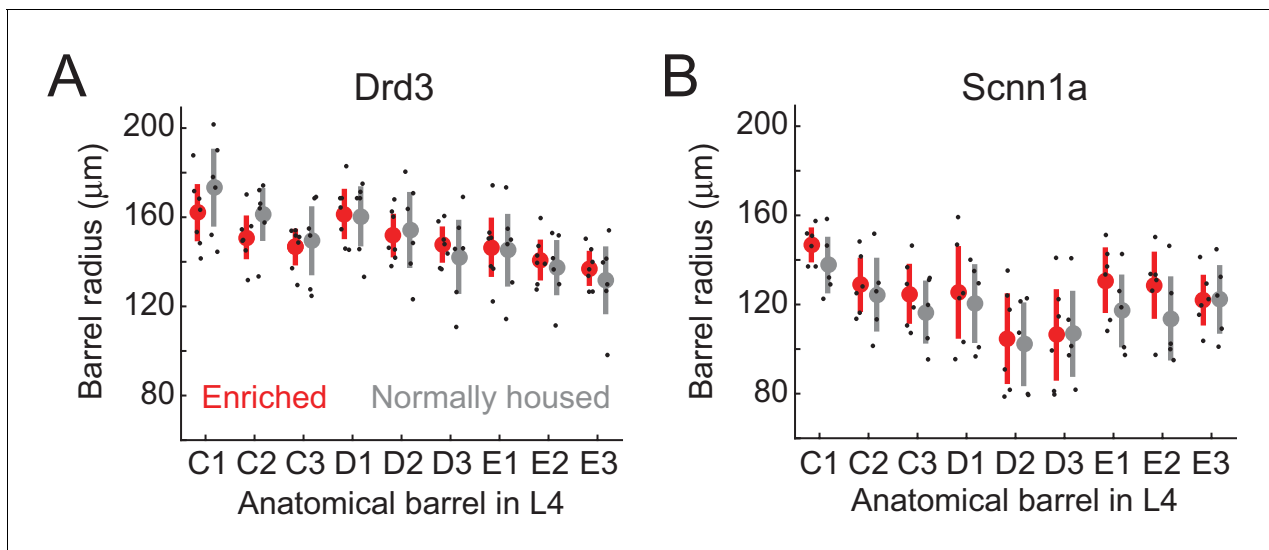 A
Drd3
Barrel radius (μm)
200
160
120
80
Enriched Normally housed
C1 C2 C3 D1 D2 D3 E1 E2 E3
Anatomical barrel in L4
B
Scnn1a
Barrel radius (μm)
200
160
120
80
C1 C2 C3 D1 D2 D3 E1 E2 E3
Anatomical barrel in L4